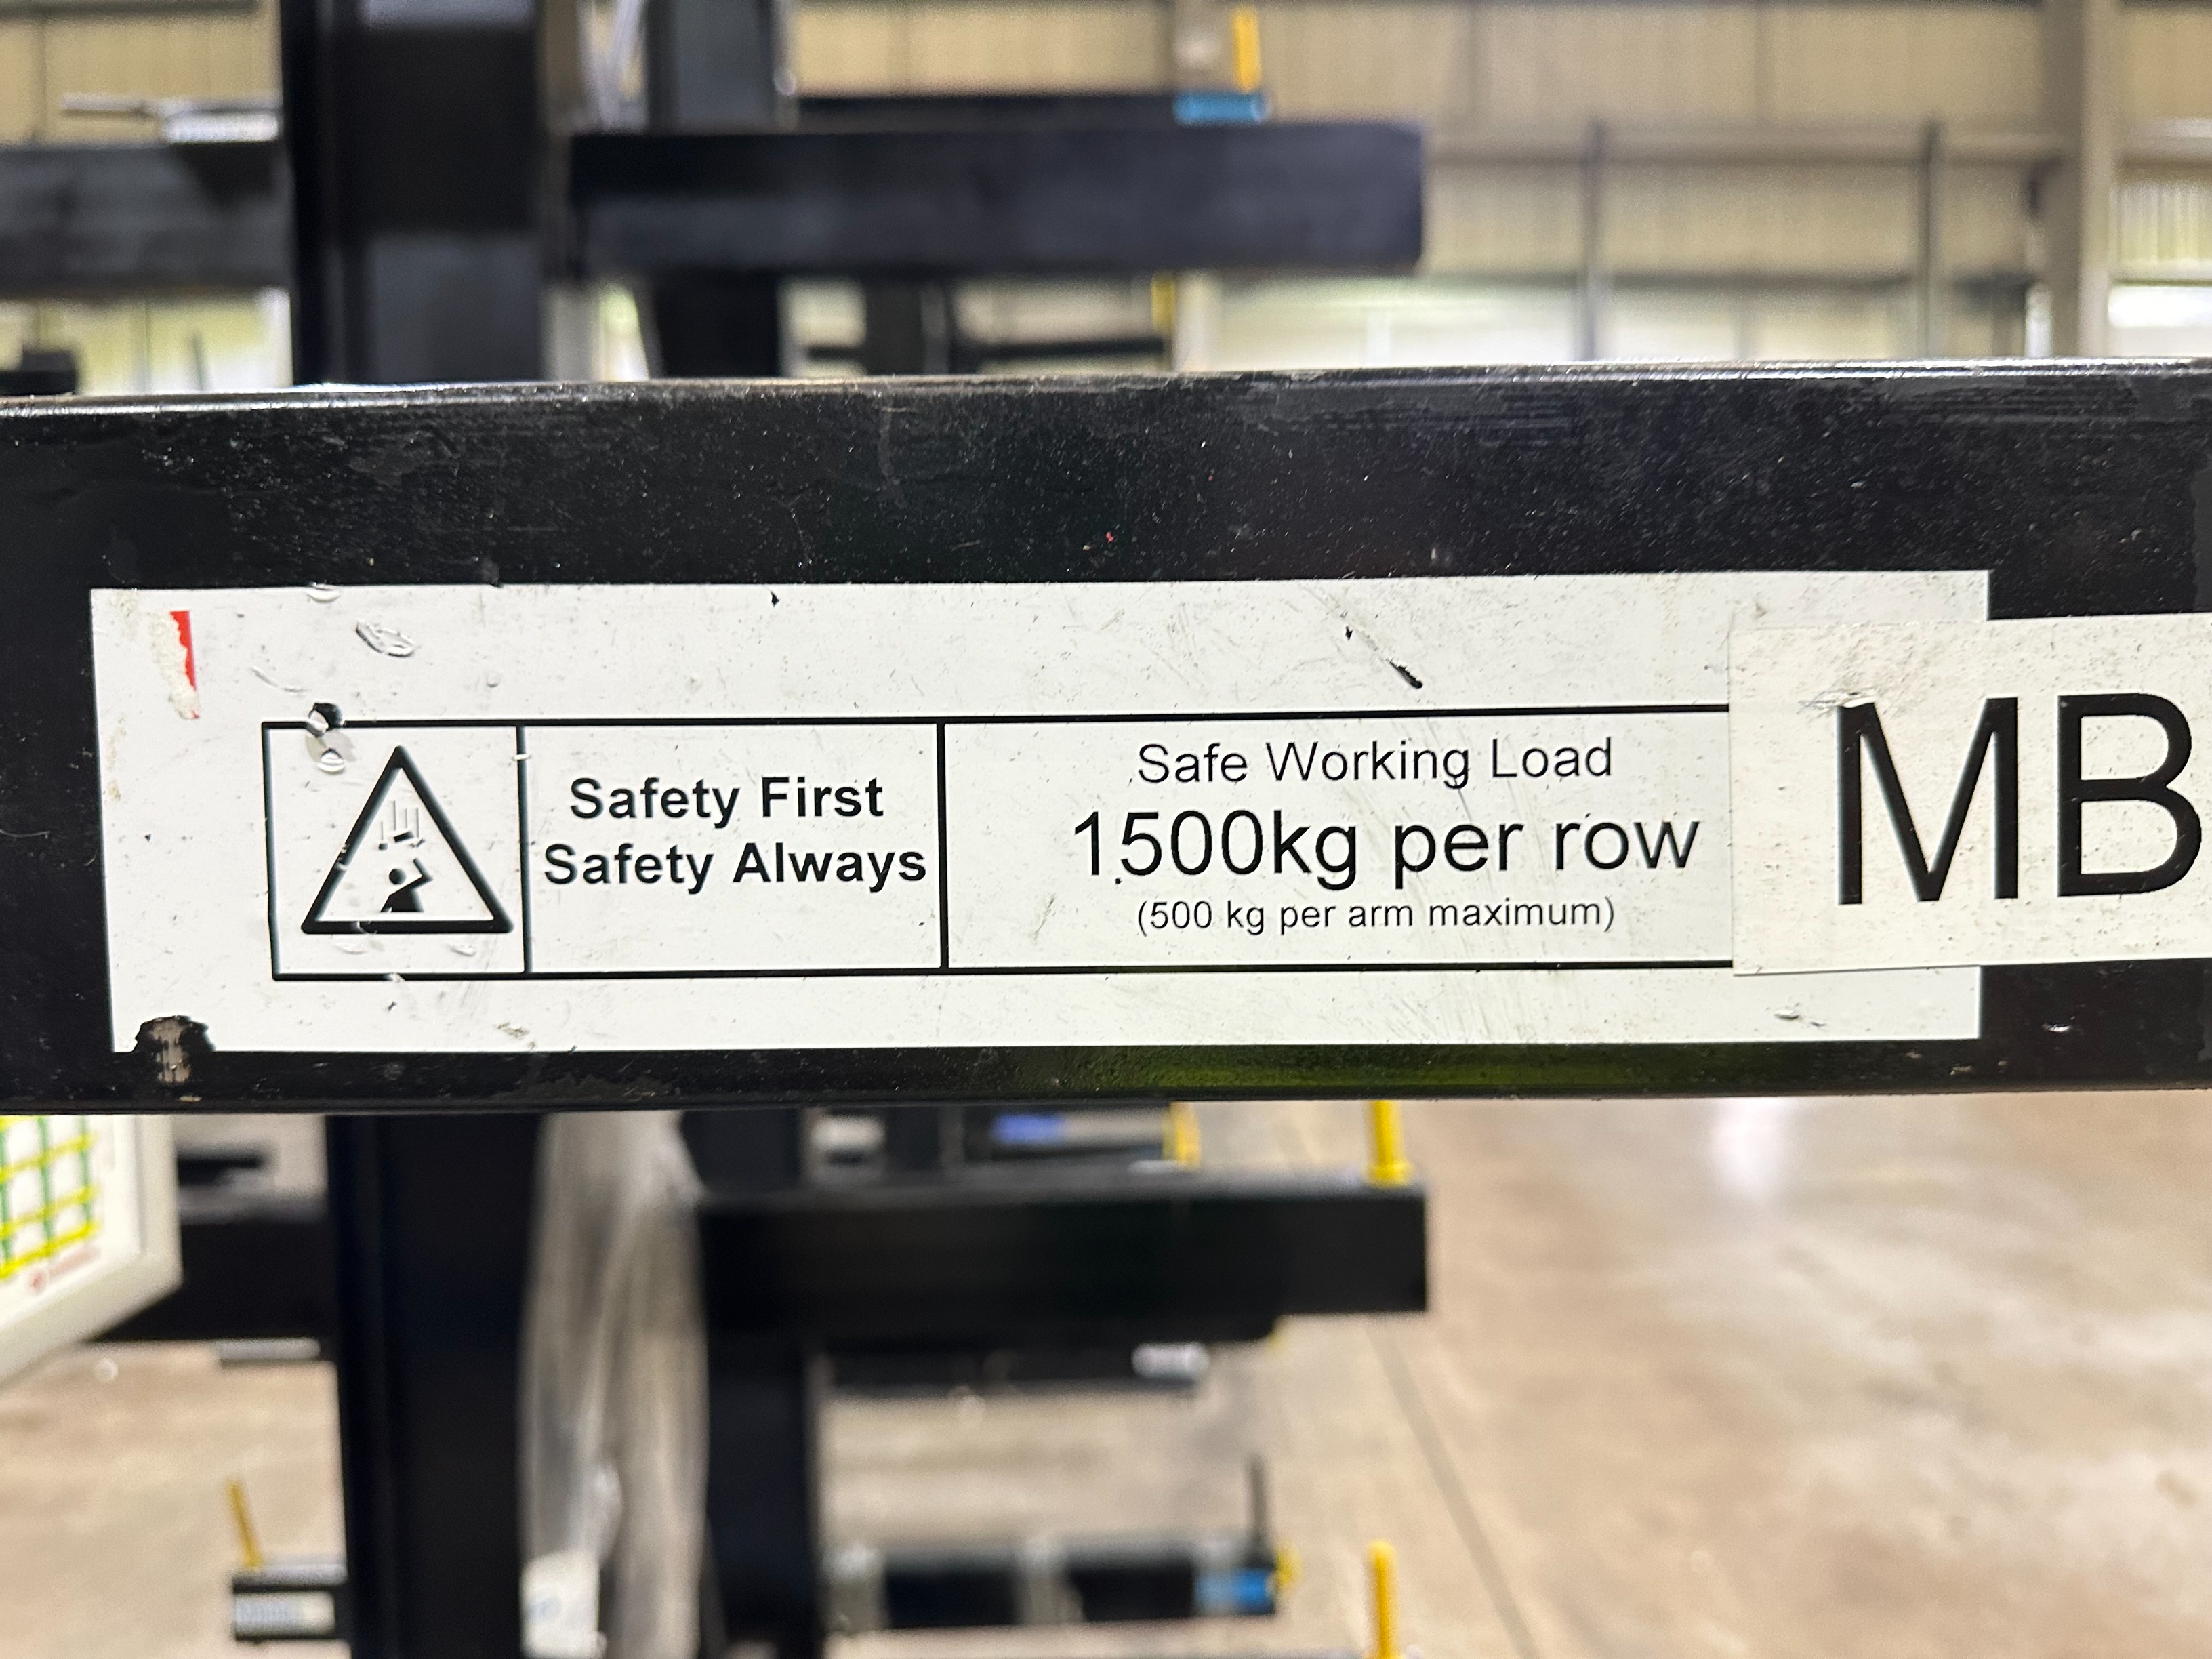 Safety First
Safety Always
Safe Working Load
1500kg per row
(500 kg per arm maximum)
MB